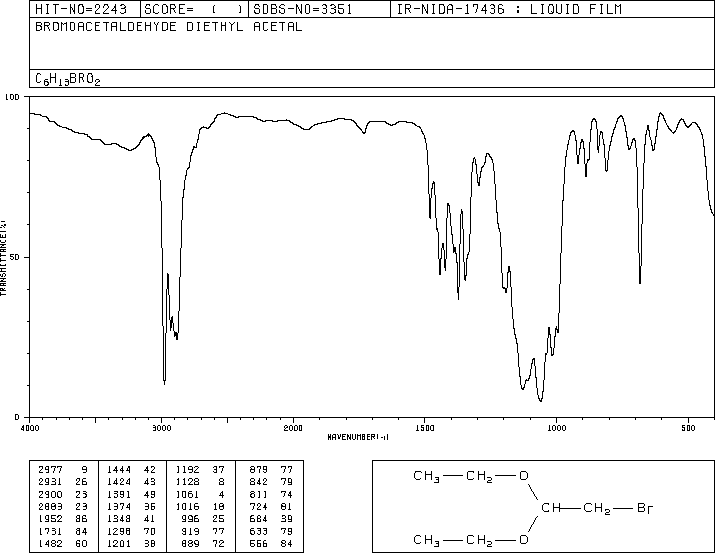 HIT-NO=2243 SCORE= ( ) SDBS-NO=3351 IR-NIDA-17436 : LIQUID FILM
BROMOACETALDEHYDE DIETHYL ACETAL
C6H13BRO2
100
50
0
TRANSMITTANCE(%)
4000 3000 2000 1500 1000 500
WAVENUMBER(-1)
2977 9 1444 42 1192 37 879 77
2931 26 1424 43 1128 8 842 79
2900 23 1391 49 1061 4 811 74
2883 23 1374 36 1016 18 724 81
1952 86 1348 41 996 25 684 39
1731 84 1298 70 919 77 633 79
1482 60 1201 38 889 72 556 84
CH3 CH2 O
CH CH2 Br
CH3 CH2 O